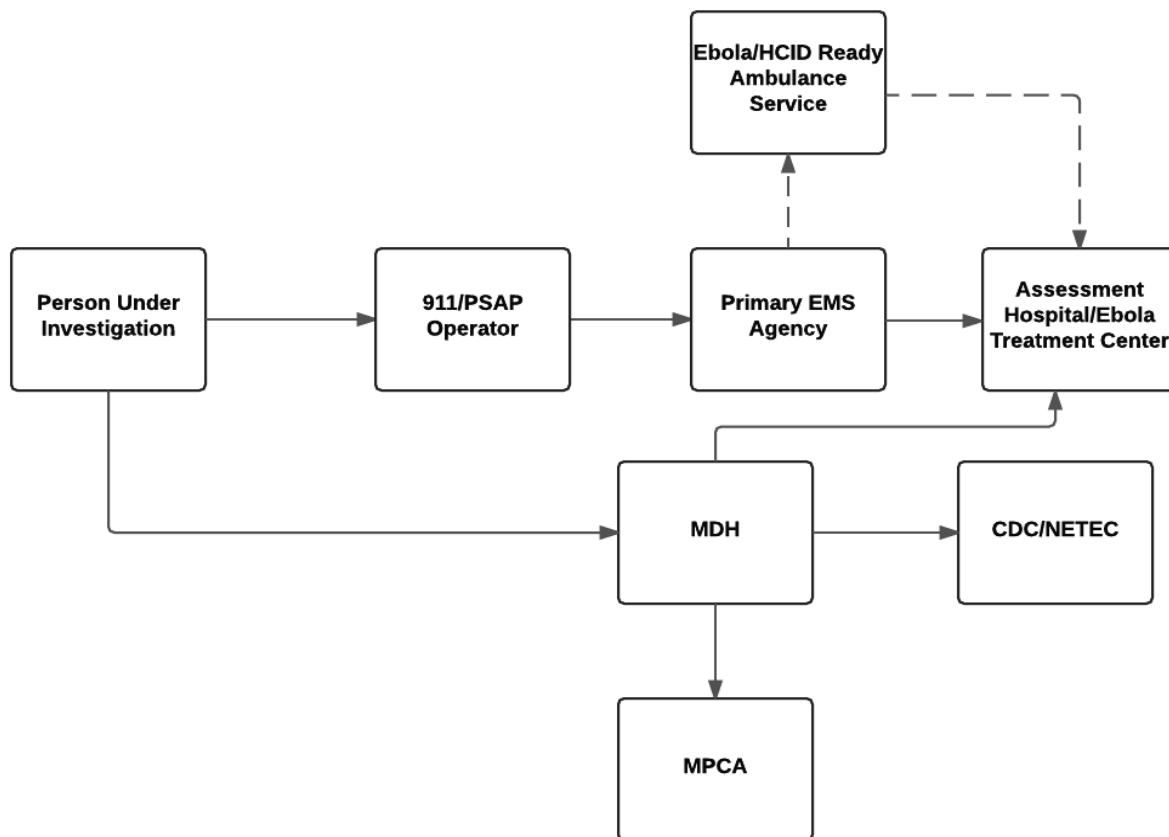 Ebola/HCID Ready
Ambulance
Service
Person Under
Investigation
911/PSAP
Operator
Primary EMS
Agency
Assessment
Hospital/Ebola
Treatment Center
MDH
CDC/NETEC
MPCA